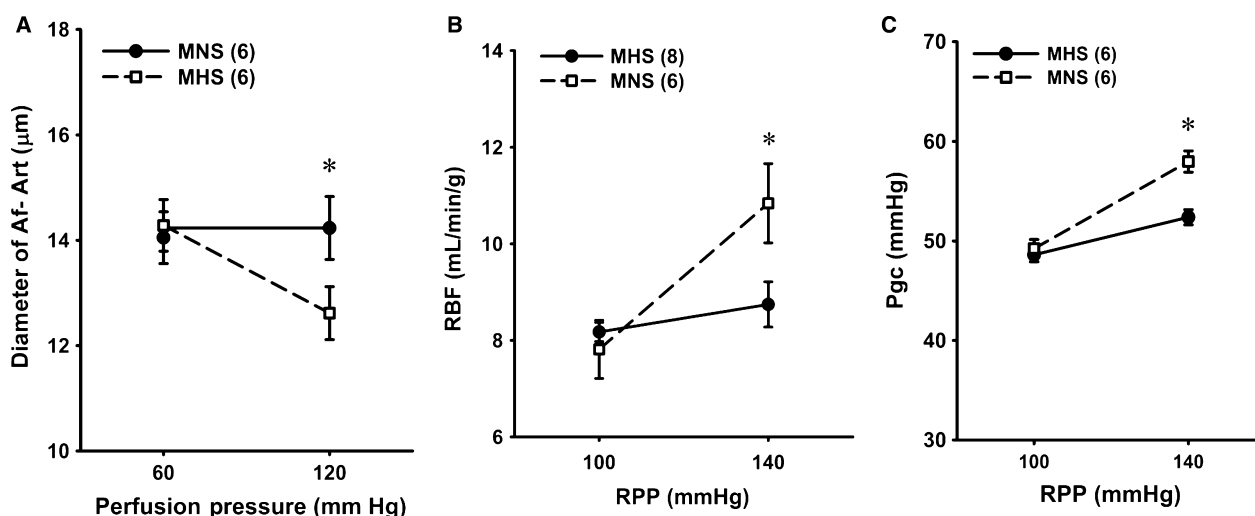 A
18
16
14
12
10
Diameter of Af- Art (μm)
MNS (6)
MHS (6)
*
60
120
Perfusion pressure (mm Hg)
B
14
12
10
8
6
RBF (mL/min/g)
MHS (8)
MNS (6)
*
100
140
RPP (mmHg)
C
70
60
50
40
30
Pgc (mmHg)
MHS (6)
MNS (6)
*
100
140
RPP (mmHg)